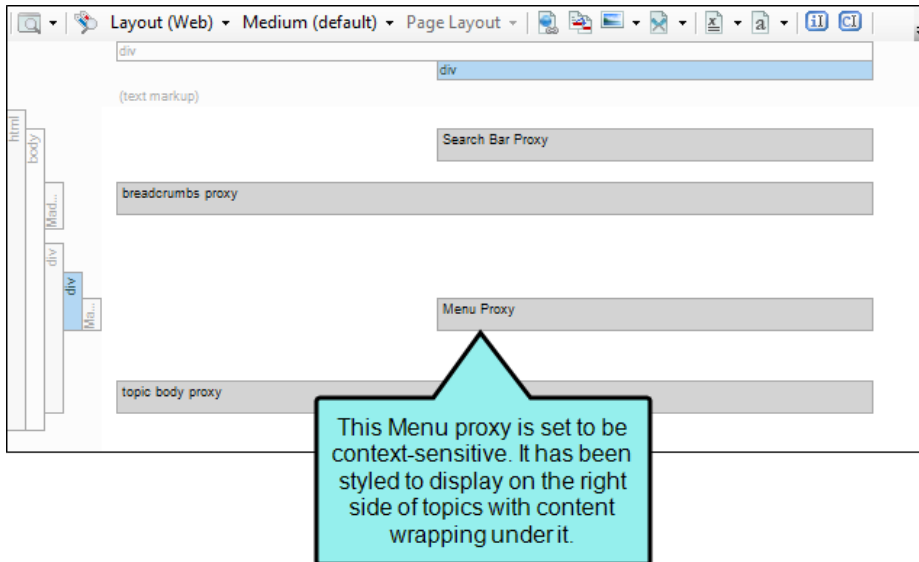 Layout (Web) Medium (default) Page Layout x a iI CI
div
div
(text markup)
html
body
Search Bar Proxy
breadcrumbs proxy
Mad...
div
div
Ma...
Menu Proxy
topic body proxy
This Menu proxy is set to be
context-sensitive. It has been
styled to display on the right
side of topics with content
wrapping under it.